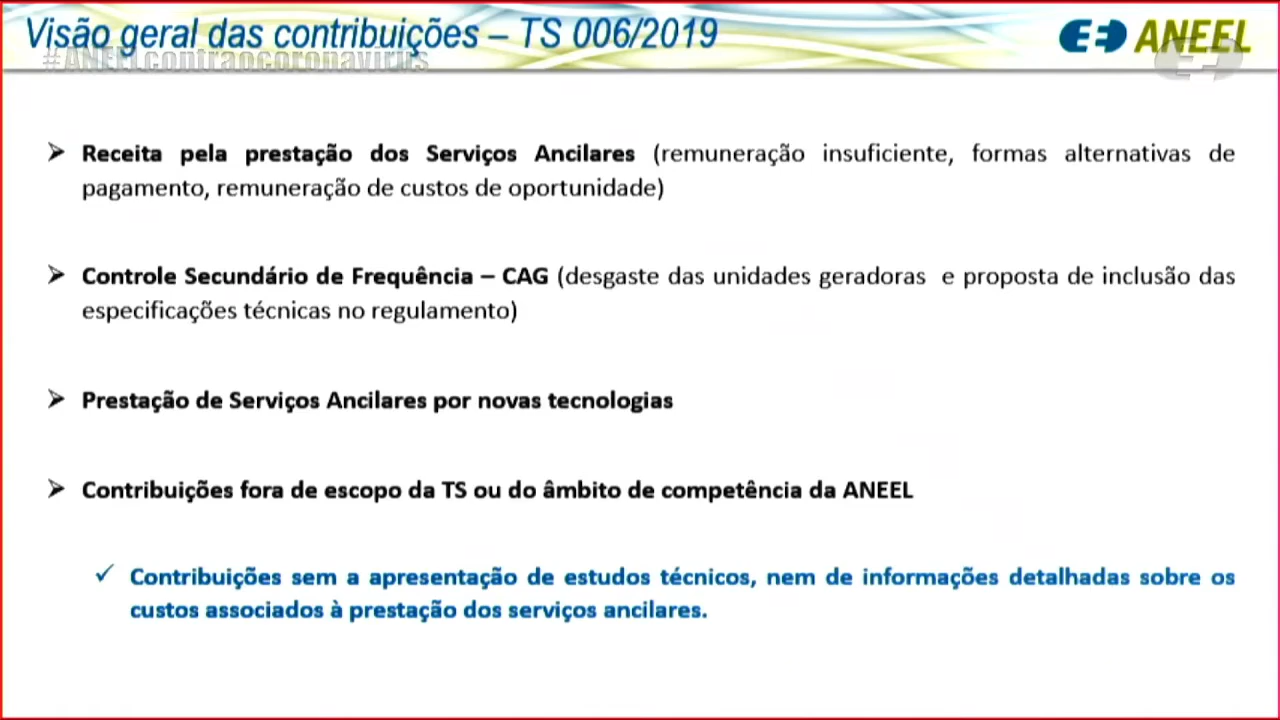 Visão geral das contribuições – TS 006/2019
ANEEL
#ANEELcontraocoronavirus
Receita pela prestação dos Serviços Ancilares (remuneração insuficiente, formas alternativas de
pagamento, remuneração de custos de oportunidade)
Controle Secundário de Frequência – CAG (desgaste das unidades geradoras e proposta de inclusão das
especificações técnicas no regulamento)
Prestação de Serviços Ancilares por novas tecnologias
Contribuições fora de escopo da TS ou do âmbito de competência da ANEEL
Contribuições sem a apresentação de estudos técnicos, nem de informações detalhadas sobre os
custos associados à prestação dos serviços ancilares.